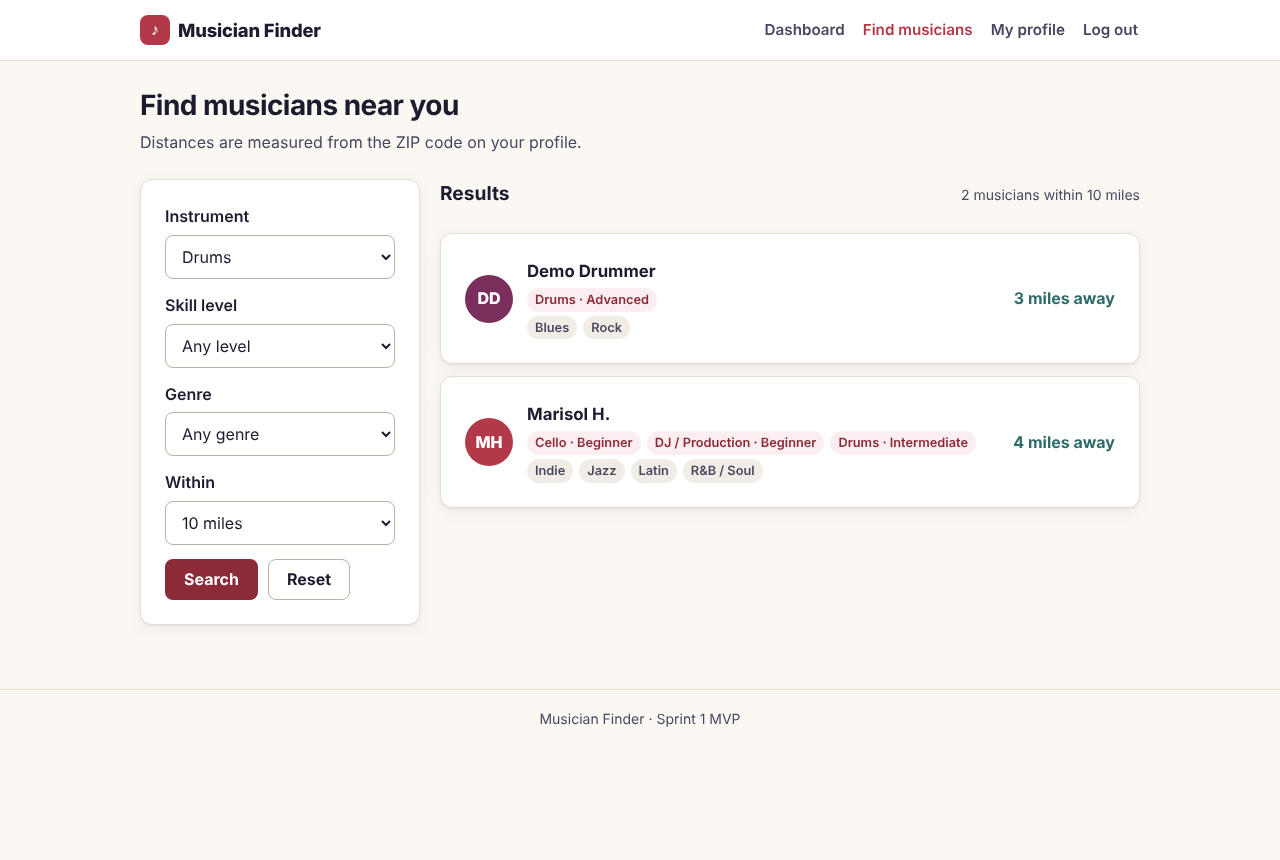 ♪ Musician Finder
Dashboard Find musicians My profile Log out
Find musicians near you
Distances are measured from the ZIP code on your profile.
Instrument
Drums
Skill level
Any level
Genre
Any genre
Within
10 miles
Search Reset
Results
2 musicians within 10 miles
DD
Demo Drummer
Drums · Advanced
Blues Rock
3 miles away
MH
Marisol H.
Cello · Beginner DJ / Production · Beginner Drums · Intermediate
Indie Jazz Latin R&B / Soul
4 miles away
Musician Finder · Sprint 1 MVP